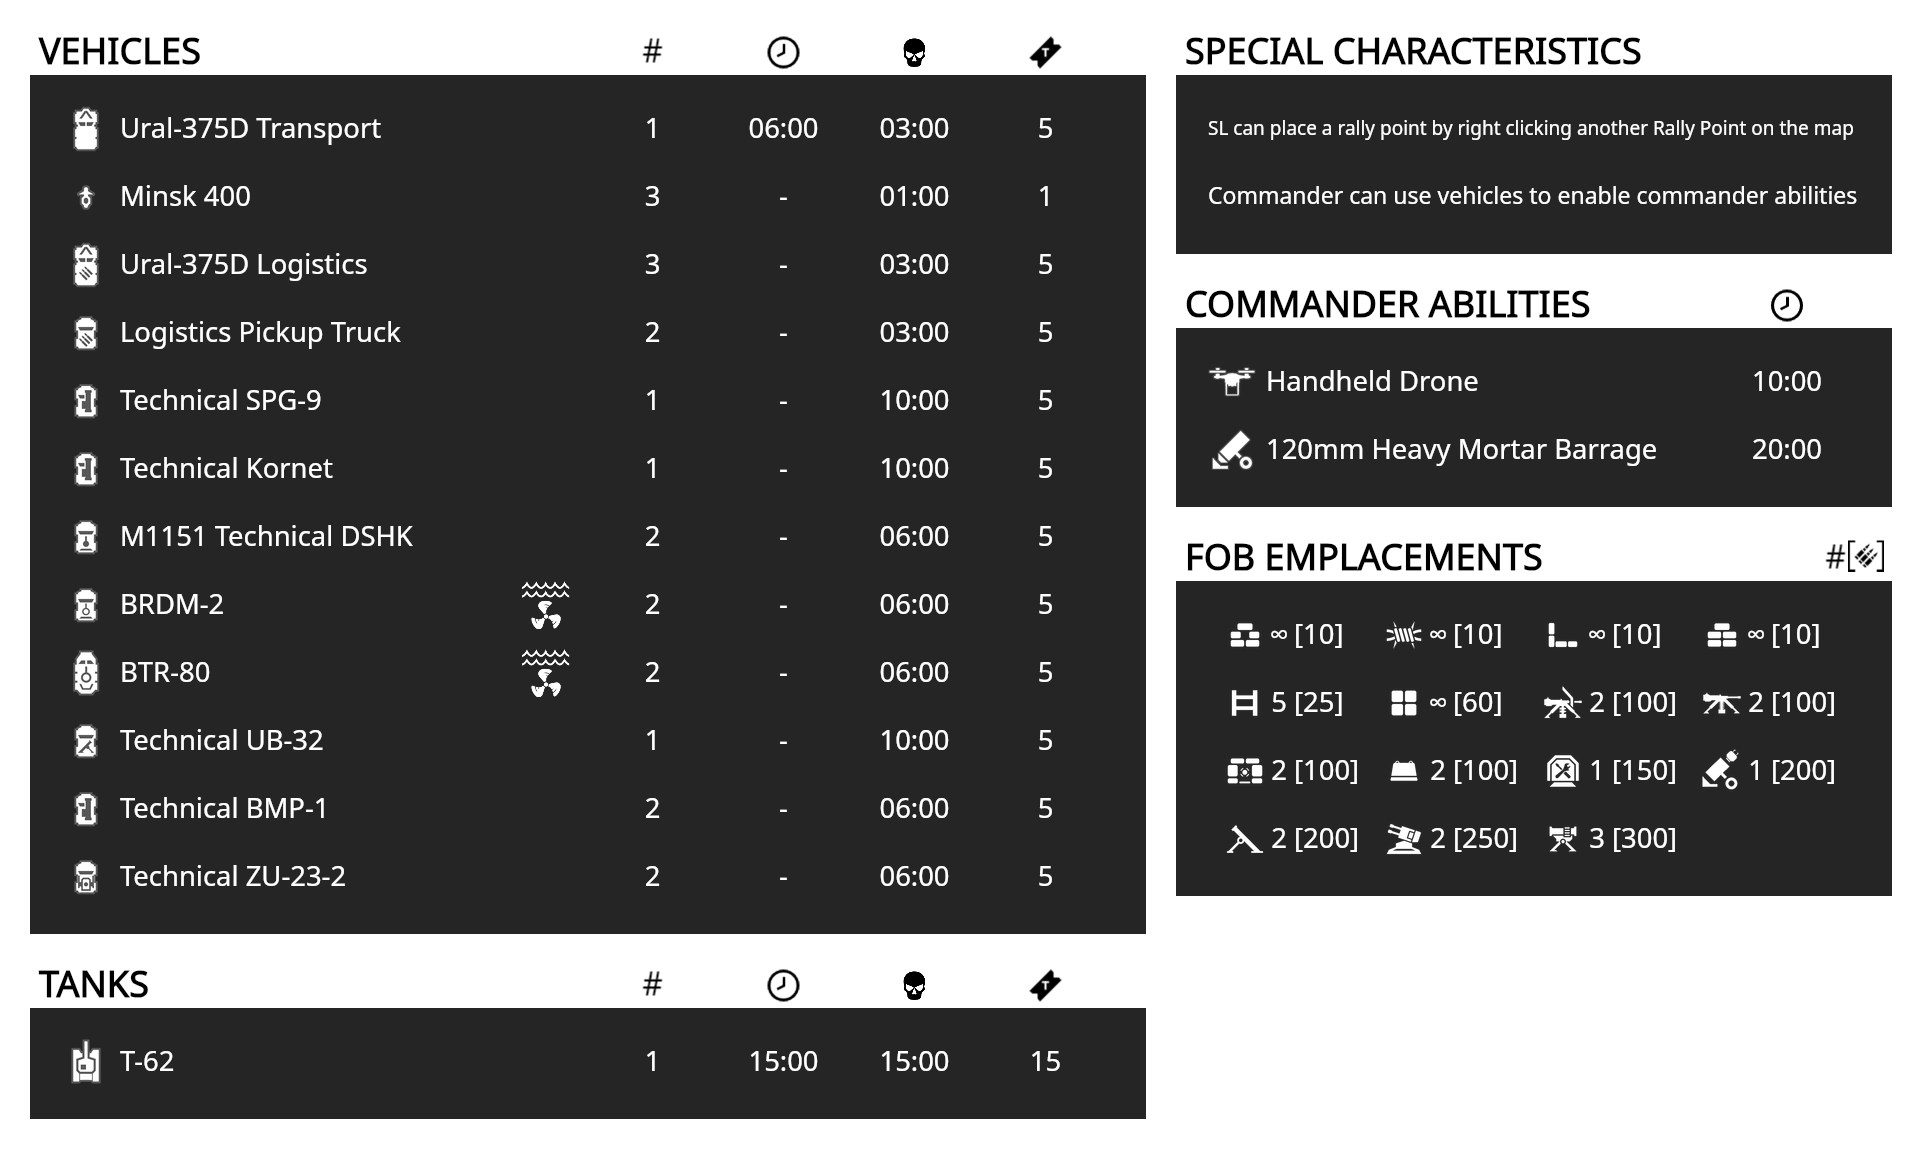 VEHICLES #
Ural-375D Transport 1 06:00 03:00 5
Minsk 400 3 - 01:00 1
Ural-375D Logistics 3 - 03:00 5
Logistics Pickup Truck 2 - 03:00 5
Technical SPG-9 1 - 10:00 5
Technical Kornet 1 - 10:00 5
M1151 Technical DSHK 2 - 06:00 5
BRDM-2 2 - 06:00 5
BTR-80 2 - 06:00 5
Technical UB-32 1 - 10:00 5
Technical BMP-1 2 - 06:00 5
Technical ZU-23-2 2 - 06:00 5
TANKS #
T-62 1 15:00 15:00 15
SPECIAL CHARACTERISTICS
SL can place a rally point by right clicking another Rally Point on the map
Commander can use vehicles to enable commander abilities
COMMANDER ABILITIES
Handheld Drone 10:00
120mm Heavy Mortar Barrage 20:00
FOB EMPLACEMENTS #[ ]
∞ [10] ∞ [10] ∞ [10] ∞ [10]
5 [25] ∞ [60] 2 [100] 2 [100]
2 [100] 2 [100] 1 [150] 1 [200]
2 [200] 2 [250] 3 [300]